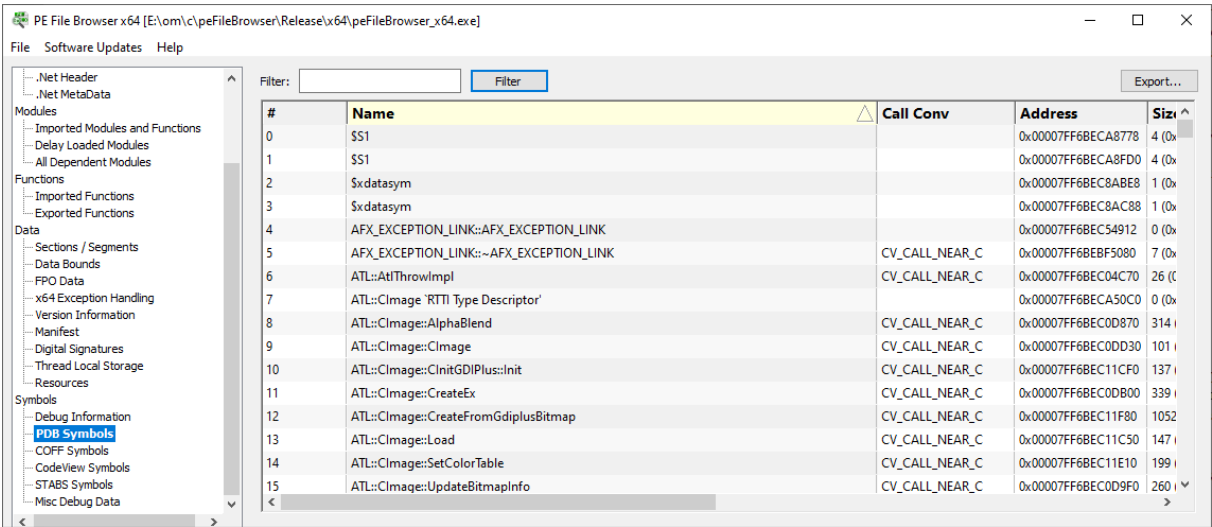 PE File Browser x64 [E:\om\c\peFileBrowser\Release\x64\peFileBrowser_x64.exe]
File Software Updates Help
.Net Header
.Net MetaData
Modules
Imported Modules and Functions
Delay Loaded Modules
All Dependent Modules
Functions
Imported Functions
Exported Functions
Data
Sections / Segments
Data Bounds
FPO Data
x64 Exception Handling
Version Information
Manifest
Digital Signatures
Thread Local Storage
Resources
Symbols
Debug Information
PDB Symbols
COFF Symbols
CodeView Symbols
STABS Symbols
Misc Debug Data
Filter: Filter Export...
# Name Call Conv Address Size
0 $S1 0x00007FF6BECA8778 4 (0x
1 $S1 0x00007FF6BECA8FD0 4 (0x
2 $xdatasym 0x00007FF6BEC8ABE8 1 (0x
3 $xdatasym 0x00007FF6BEC8AC88 1 (0x
4 AFX_EXCEPTION_LINK::AFX_EXCEPTION_LINK 0x00007FF6BEC54912 0 (0x
5 AFX_EXCEPTION_LINK::~AFX_EXCEPTION_LINK CV_CALL_NEAR_C 0x00007FF6BEBF5080 7 (0x
6 ATL::AtlThrowImpl CV_CALL_NEAR_C 0x00007FF6BEC04C70 26 (0
7 ATL::CImage `RTTI Type Descriptor' 0x00007FF6BECA50C0 0 (0x
8 ATL::CImage::AlphaBlend CV_CALL_NEAR_C 0x00007FF6BEC0D870 314 (
9 ATL::CImage::CImage CV_CALL_NEAR_C 0x00007FF6BEC0DD30 101 (
10 ATL::CImage::CInitGDIPlus::Init CV_CALL_NEAR_C 0x00007FF6BEC11CF0 137 (
11 ATL::CImage::CreateEx CV_CALL_NEAR_C 0x00007FF6BEC0DB00 339 (
12 ATL::CImage::CreateFromGdiplusBitmap CV_CALL_NEAR_C 0x00007FF6BEC11F80 1052
13 ATL::CImage::Load CV_CALL_NEAR_C 0x00007FF6BEC11C50 147 (
14 ATL::CImage::SetColorTable CV_CALL_NEAR_C 0x00007FF6BEC11E10 199 (
15 ATL::CImage::UpdateBitmapInfo CV_CALL_NEAR_C 0x00007FF6BEC0D9F0 260 (